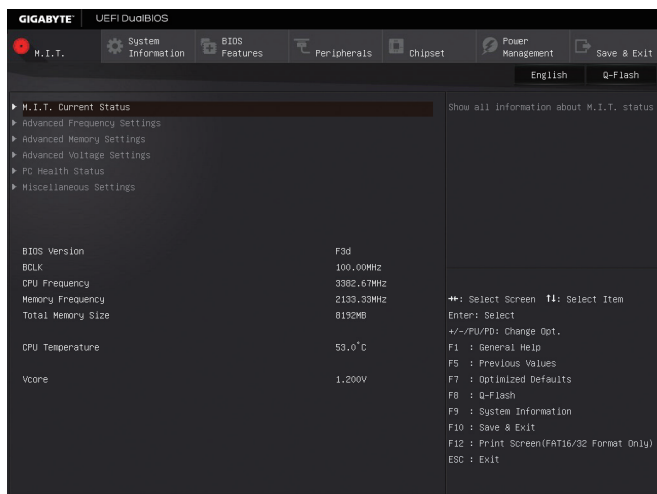 GIGABYTE™ UEFI DualBIOS
M.I.T.
System Information
BIOS Features
Peripherals
Chipset
Power Management
Save & Exit
English Q-Flash
M.I.T. Current Status
Advanced Frequency Settings
Advanced Memory Settings
Advanced Voltage Settings
PC Health Status
Miscellaneous Settings
Show all information about M.I.T. status
BIOS Version F3d
BCLK 100.00MHz
CPU Frequency 3382.67MHz
Memory Frequency 2133.33MHz
Total Memory Size 8192MB
CPU Temperature 53.0°C
Vcore 1.200V
→←: Select Screen ↑↓: Select Item
Enter: Select
+/-/PU/PD: Change Opt.
F1 : General Help
F5 : Previous Values
F7 : Optimized Defaults
F8 : Q-Flash
F9 : System Information
F10 : Save & Exit
F12 : Print Screen(FAT16/32 Format Only)
ESC : Exit